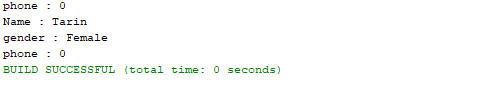 phone : 0
Name : Tarin
gender : Female
phone : 0
BUILD SUCCESSFUL (total time: 0 seconds)